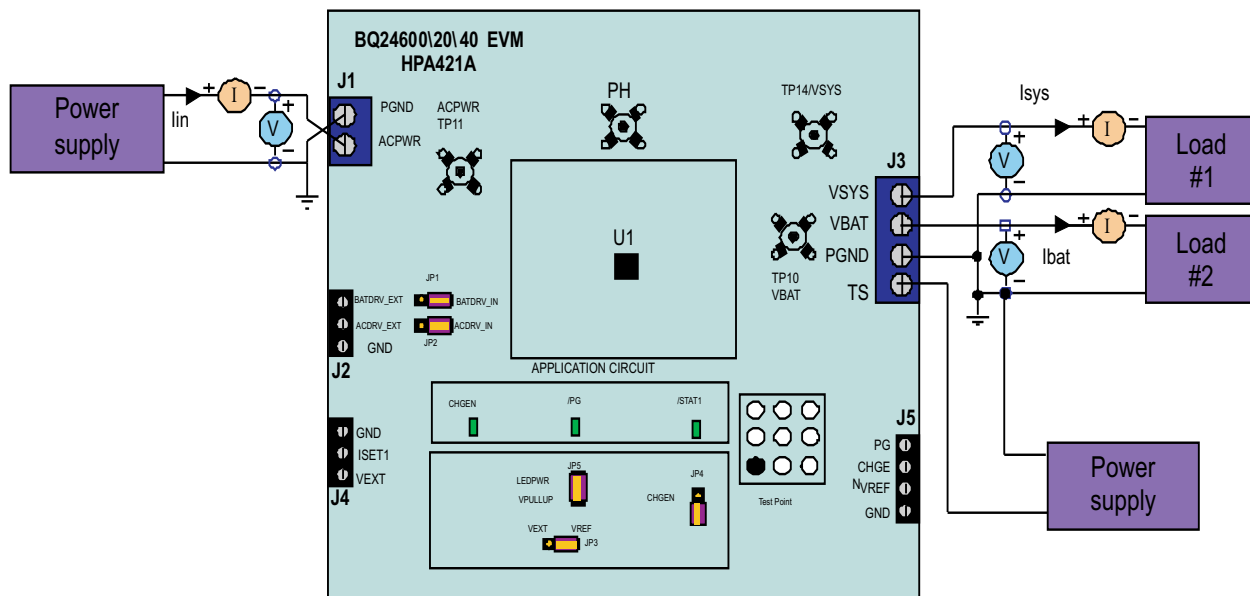 BQ24600\20\40 EVM
HPA421A
Power
supply
+
I
-
Iin
+
V
-
J1
PGND
ACPWR
ACPWR
TP11
PH
TP14/VSYS
J3
VSYS
VBAT
PGND
TS
Isys
+
I
-
+
V
-
Load
#1
+
I
-
Ibat
+
V
-
Load
#2
U1
TP10
VBAT
JP1
BATDRV_EXT
BATDRV_IN
ACDRV_EXT
ACDRV_IN
JP2
GND
J2
APPLICATION CIRCUIT
CHGEN
/PG
/STAT1
GND
ISET1
VEXT
J4
JP5
LEDPWR
VPULLUP
JP4
CHGEN
VEXT
VREF
JP3
Test Point
J5
PG
CHGE
N
VREF
GND
Power
supply